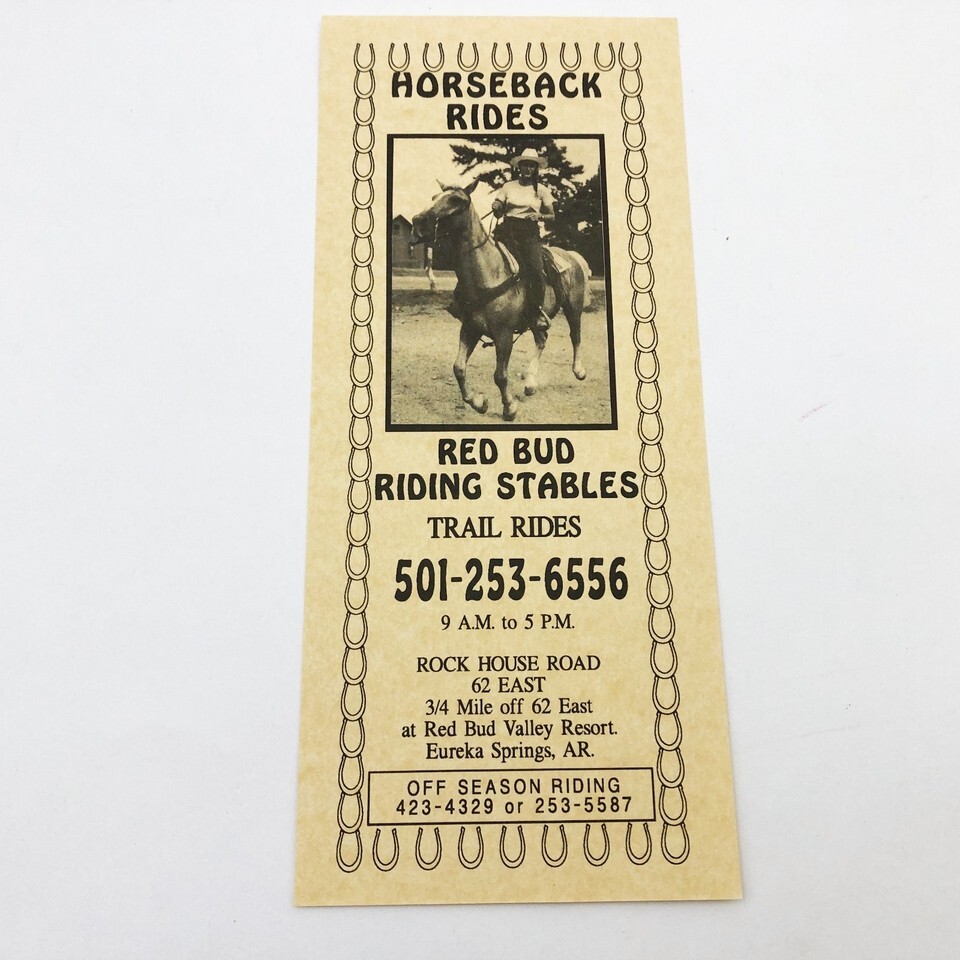 HORSEBACK
RIDES
RED BUD
RIDING STABLES
TRAIL RIDES
501-253-6556
9 A.M. to 5 P.M.
ROCK HOUSE ROAD
62 EAST
3/4 Mile off 62 East
at Red Bud Valley Resort.
Eureka Springs, AR.
OFF SEASON RIDING
423-4329 or 253-5587